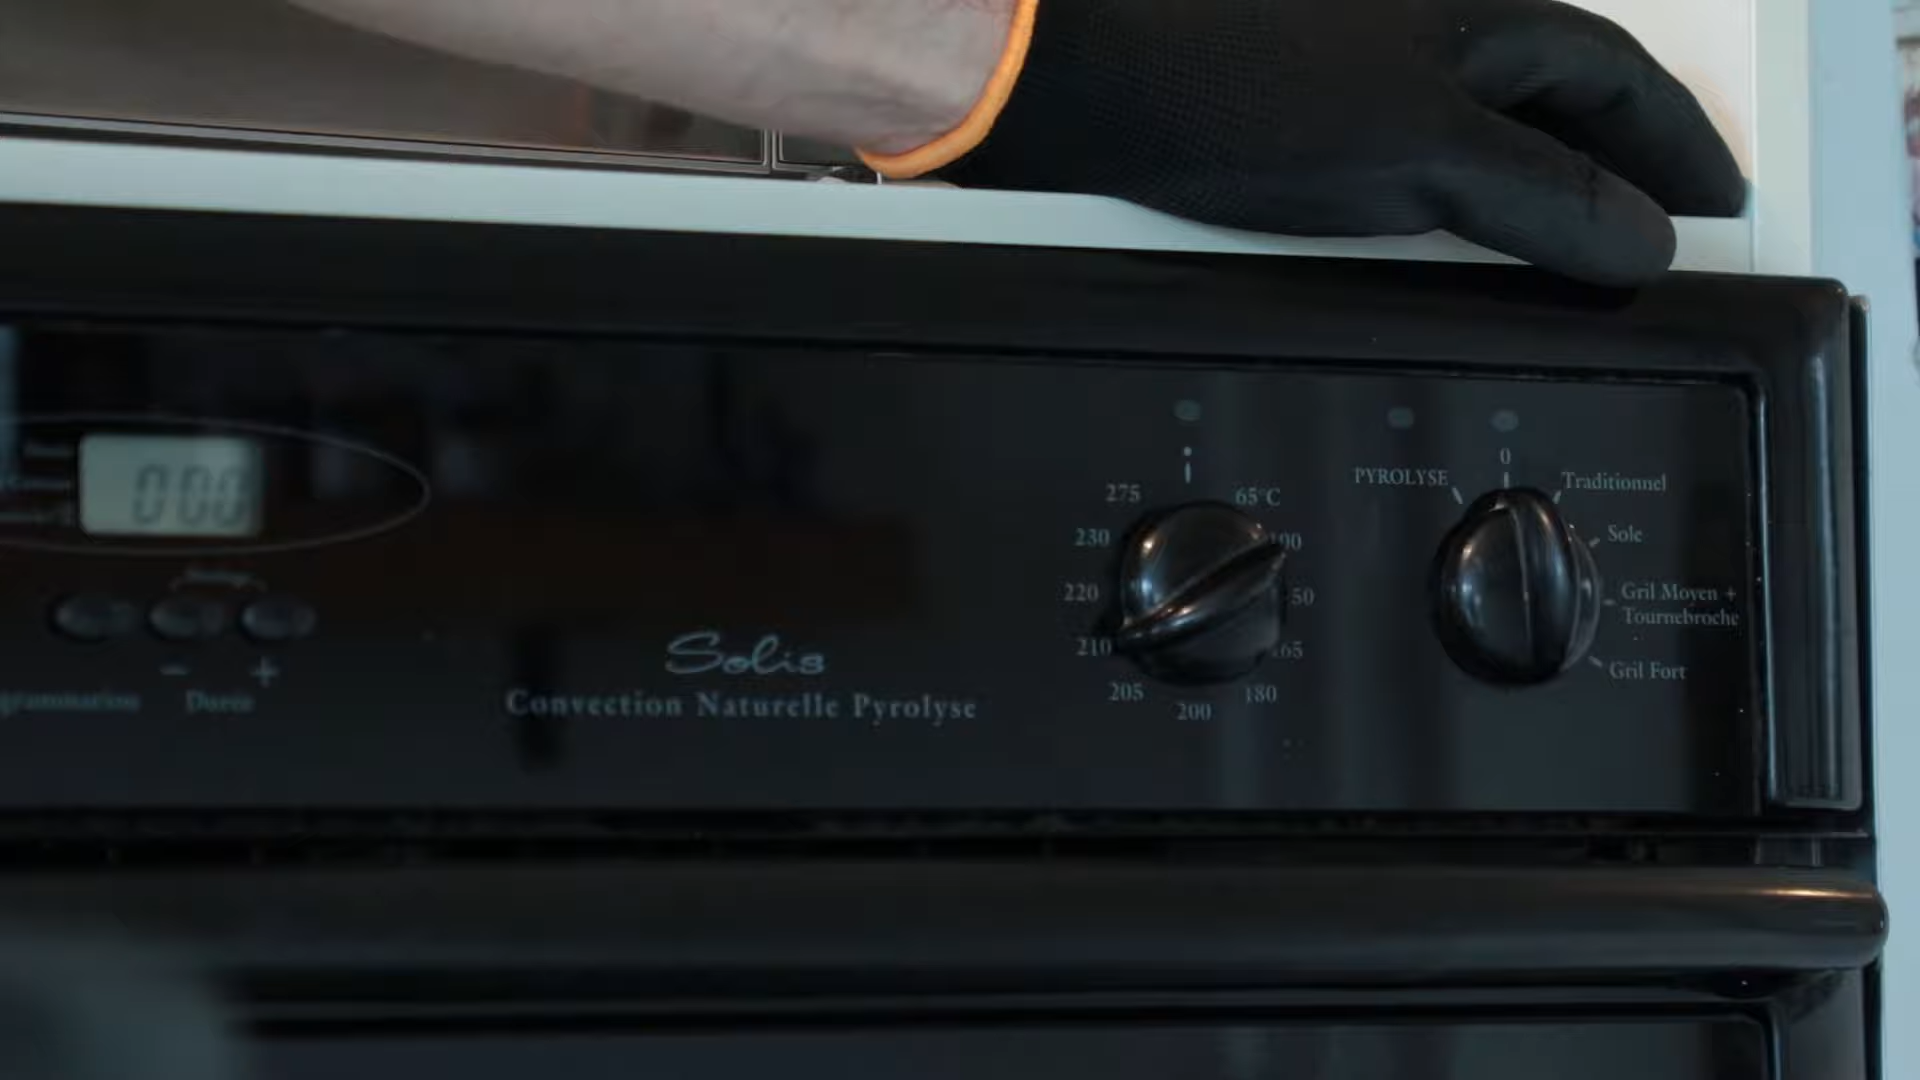 000
275
65°C
230
220
210
205
200
180
PYROLYSE
0
Traditionnel
Sole
Gril Moyen +
Tournebroche
Gril Fort
Solis
Convection Naturelle Pyrolyse
- +
Durée